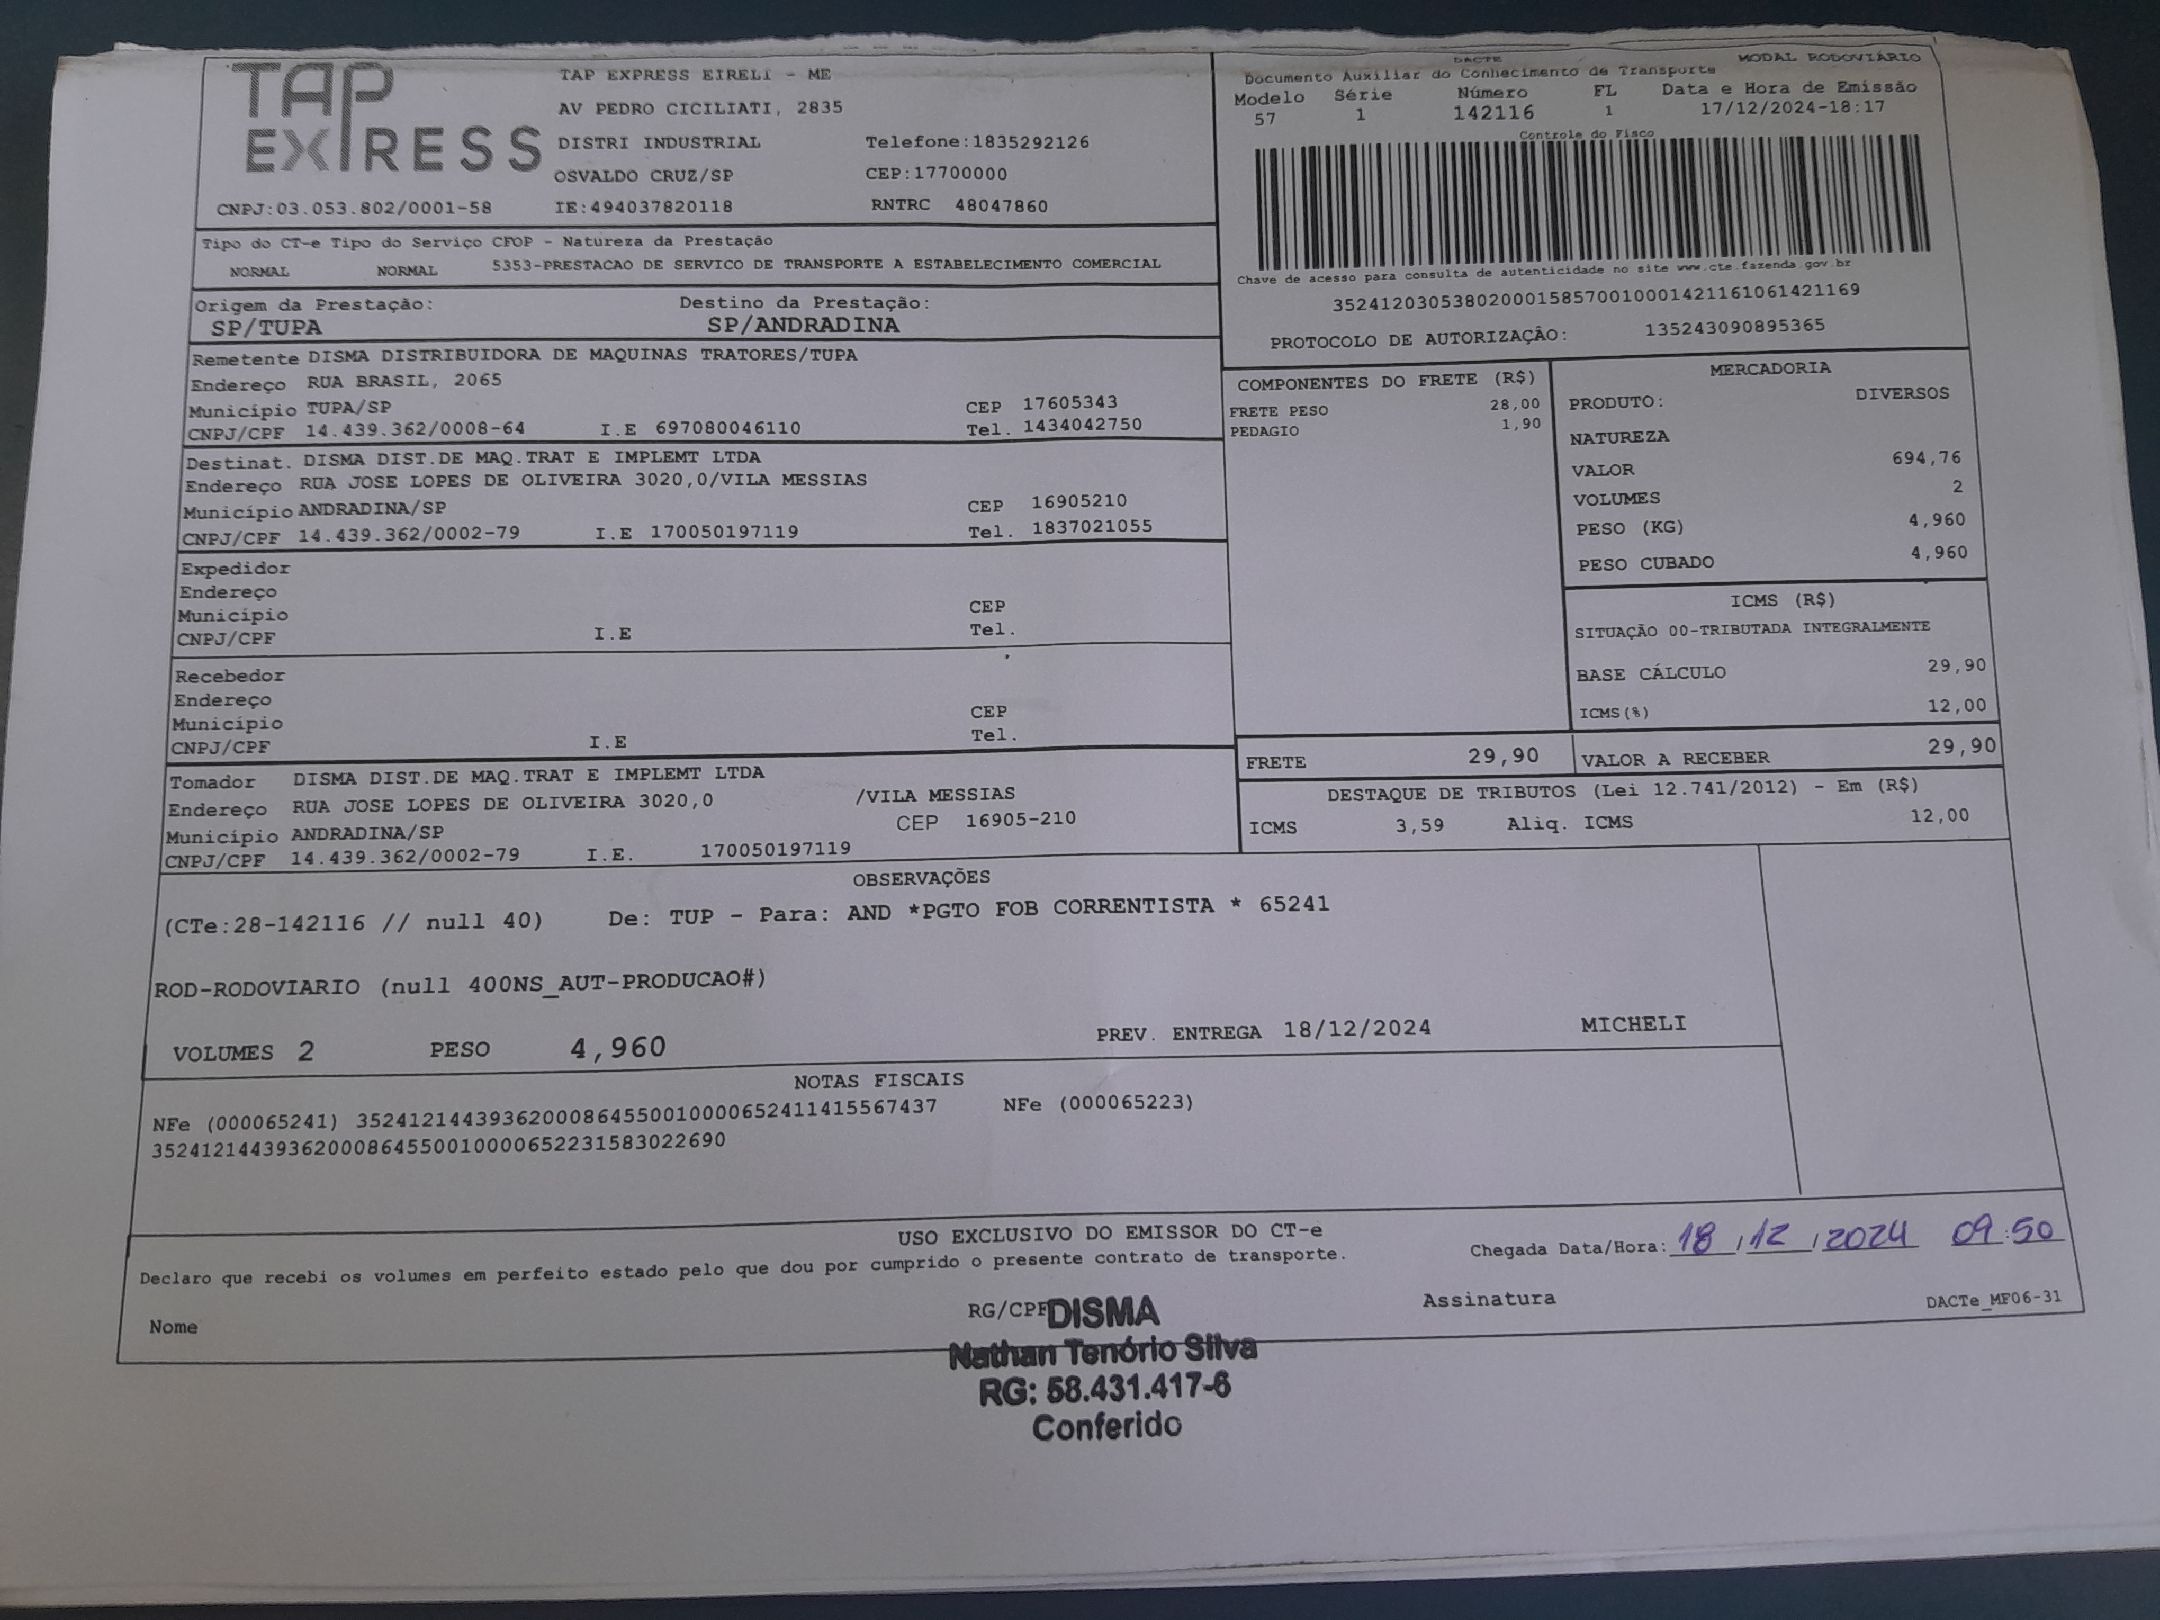 TAP EXPRESS
TAP EXPRESS EIRELI - ME
AV PEDRO CICILIATI, 2835
DISTRI INDUSTRIAL Telefone:1835292126
OSVALDO CRUZ/SP CEP:17700000
CNPJ:03.053.802/0001-58 IE:494037820118 RNTRC 48047860
DACTE MODAL RODOVIÁRIO
Documento Auxiliar do Conhecimento de Transporte
Modelo Série Número FL Data e Hora de Emissão
57 1 142116 1 17/12/2024-18:17
Controle do Fisco
Chave de acesso para consulta de autenticidade no site www.cte.fazenda.gov.br
35241203053802000158570010001421161061421169
PROTOCOLO DE AUTORIZAÇÃO: 135243090895365
Tipo do CT-e Tipo do Serviço CFOP - Natureza da Prestação
NORMAL NORMAL 5353-PRESTACAO DE SERVICO DE TRANSPORTE A ESTABELECIMENTO COMERCIAL
Origem da Prestação: Destino da Prestação:
SP/TUPA SP/ANDRADINA
Remetente DISMA DISTRIBUIDORA DE MAQUINAS TRATORES/TUPA
Endereço RUA BRASIL, 2065
Município TUPA/SP CEP 17605343
CNPJ/CPF 14.439.362/0008-64 I.E 697080046110 Tel. 1434042750
Destinat. DISMA DIST.DE MAQ.TRAT E IMPLEMT LTDA
Endereço RUA JOSE LOPES DE OLIVEIRA 3020,0/VILA MESSIAS
Município ANDRADINA/SP CEP 16905210
CNPJ/CPF 14.439.362/0002-79 I.E 170050197119 Tel. 1837021055
Expedidor
Endereço
Município CEP
CNPJ/CPF I.E Tel.
Recebedor
Endereço
Município CEP
CNPJ/CPF I.E Tel.
Tomador DISMA DIST.DE MAQ.TRAT E IMPLEMT LTDA
Endereço RUA JOSE LOPES DE OLIVEIRA 3020,0 /VILA MESSIAS
Município ANDRADINA/SP CEP 16905-210
CNPJ/CPF 14.439.362/0002-79 I.E. 170050197119
COMPONENTES DO FRETE (R$)
FRETE PESO 28,00
PEDAGIO 1,90
MERCADORIA
PRODUTO: DIVERSOS
NATUREZA
VALOR 694,76
VOLUMES 2
PESO (KG) 4,960
PESO CUBADO 4,960
ICMS (R$)
SITUAÇÃO 00-TRIBUTADA INTEGRALMENTE
BASE CÁLCULO 29,90
ICMS(%) 12,00
FRETE 29,90 VALOR A RECEBER 29,90
DESTAQUE DE TRIBUTOS (Lei 12.741/2012) - Em (R$)
ICMS 3,59 Aliq. ICMS 12,00
OBSERVAÇÕES
(CTe:28-142116 // null 40) De: TUP - Para: AND *PGTO FOB CORRENTISTA * 65241
ROD-RODOVIARIO (null 400NS_AUT-PRODUCAO#)
VOLUMES 2 PESO 4,960 PREV. ENTREGA 18/12/2024 MICHELI
NOTAS FISCAIS
NFe (000065241) 35241214439362000864550010000652411415567437 NFe (000065223)
35241214439362000864550010000652231583022690
USO EXCLUSIVO DO EMISSOR DO CT-e
Declaro que recebi os volumes em perfeito estado pelo que dou por cumprido o presente contrato de transporte.
Chegada Data/Hora: 18 / 12 / 2024 09:50
Nome RG/CPF Assinatura DACTe_MF06-31
DISMA
Nathan Tenório Silva
RG: 58.431.417-6
Conferido